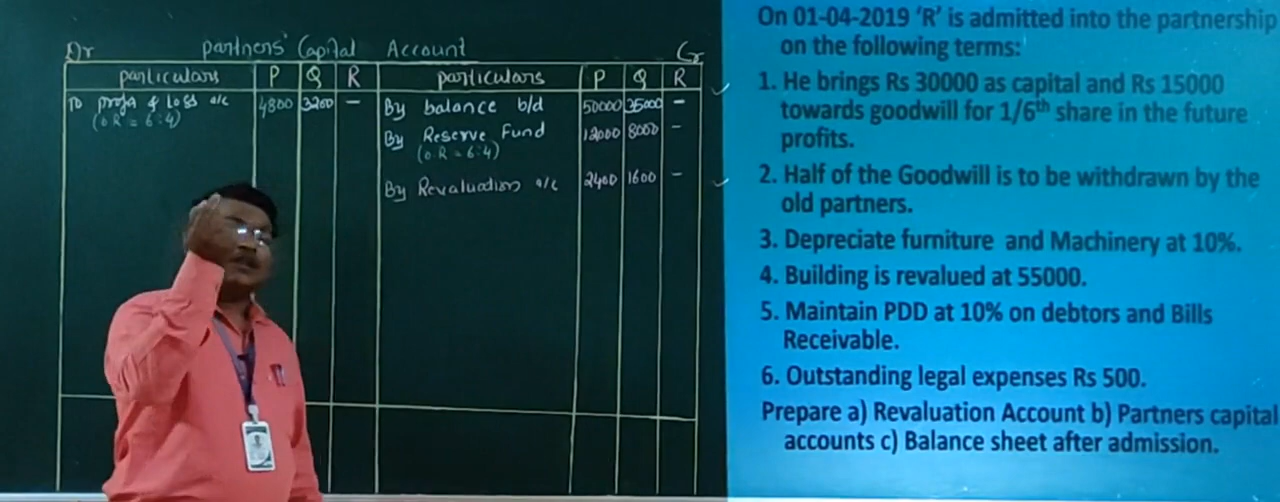 Dr partners' Capital Account Cr
particulars P Q R particulars P Q R
To profit & Loss a/c 4800 3200 - By balance b/d 50000 35000 -
(O.R = 6:4) By Reserve Fund 12000 8000 -
(O.R = 6:4)
By Revaluation a/c 2400 1600 -
On 01-04-2019 ‘R’ is admitted into the partnership
on the following terms:
1. He brings Rs 30000 as capital and Rs 15000
towards goodwill for 1/6th share in the future
profits.
2. Half of the Goodwill is to be withdrawn by the
old partners.
3. Depreciate furniture and Machinery at 10%.
4. Building is revalued at 55000.
5. Maintain PDD at 10% on debtors and Bills
Receivable.
6. Outstanding legal expenses Rs 500.
Prepare a) Revaluation Account b) Partners capital
accounts c) Balance sheet after admission.